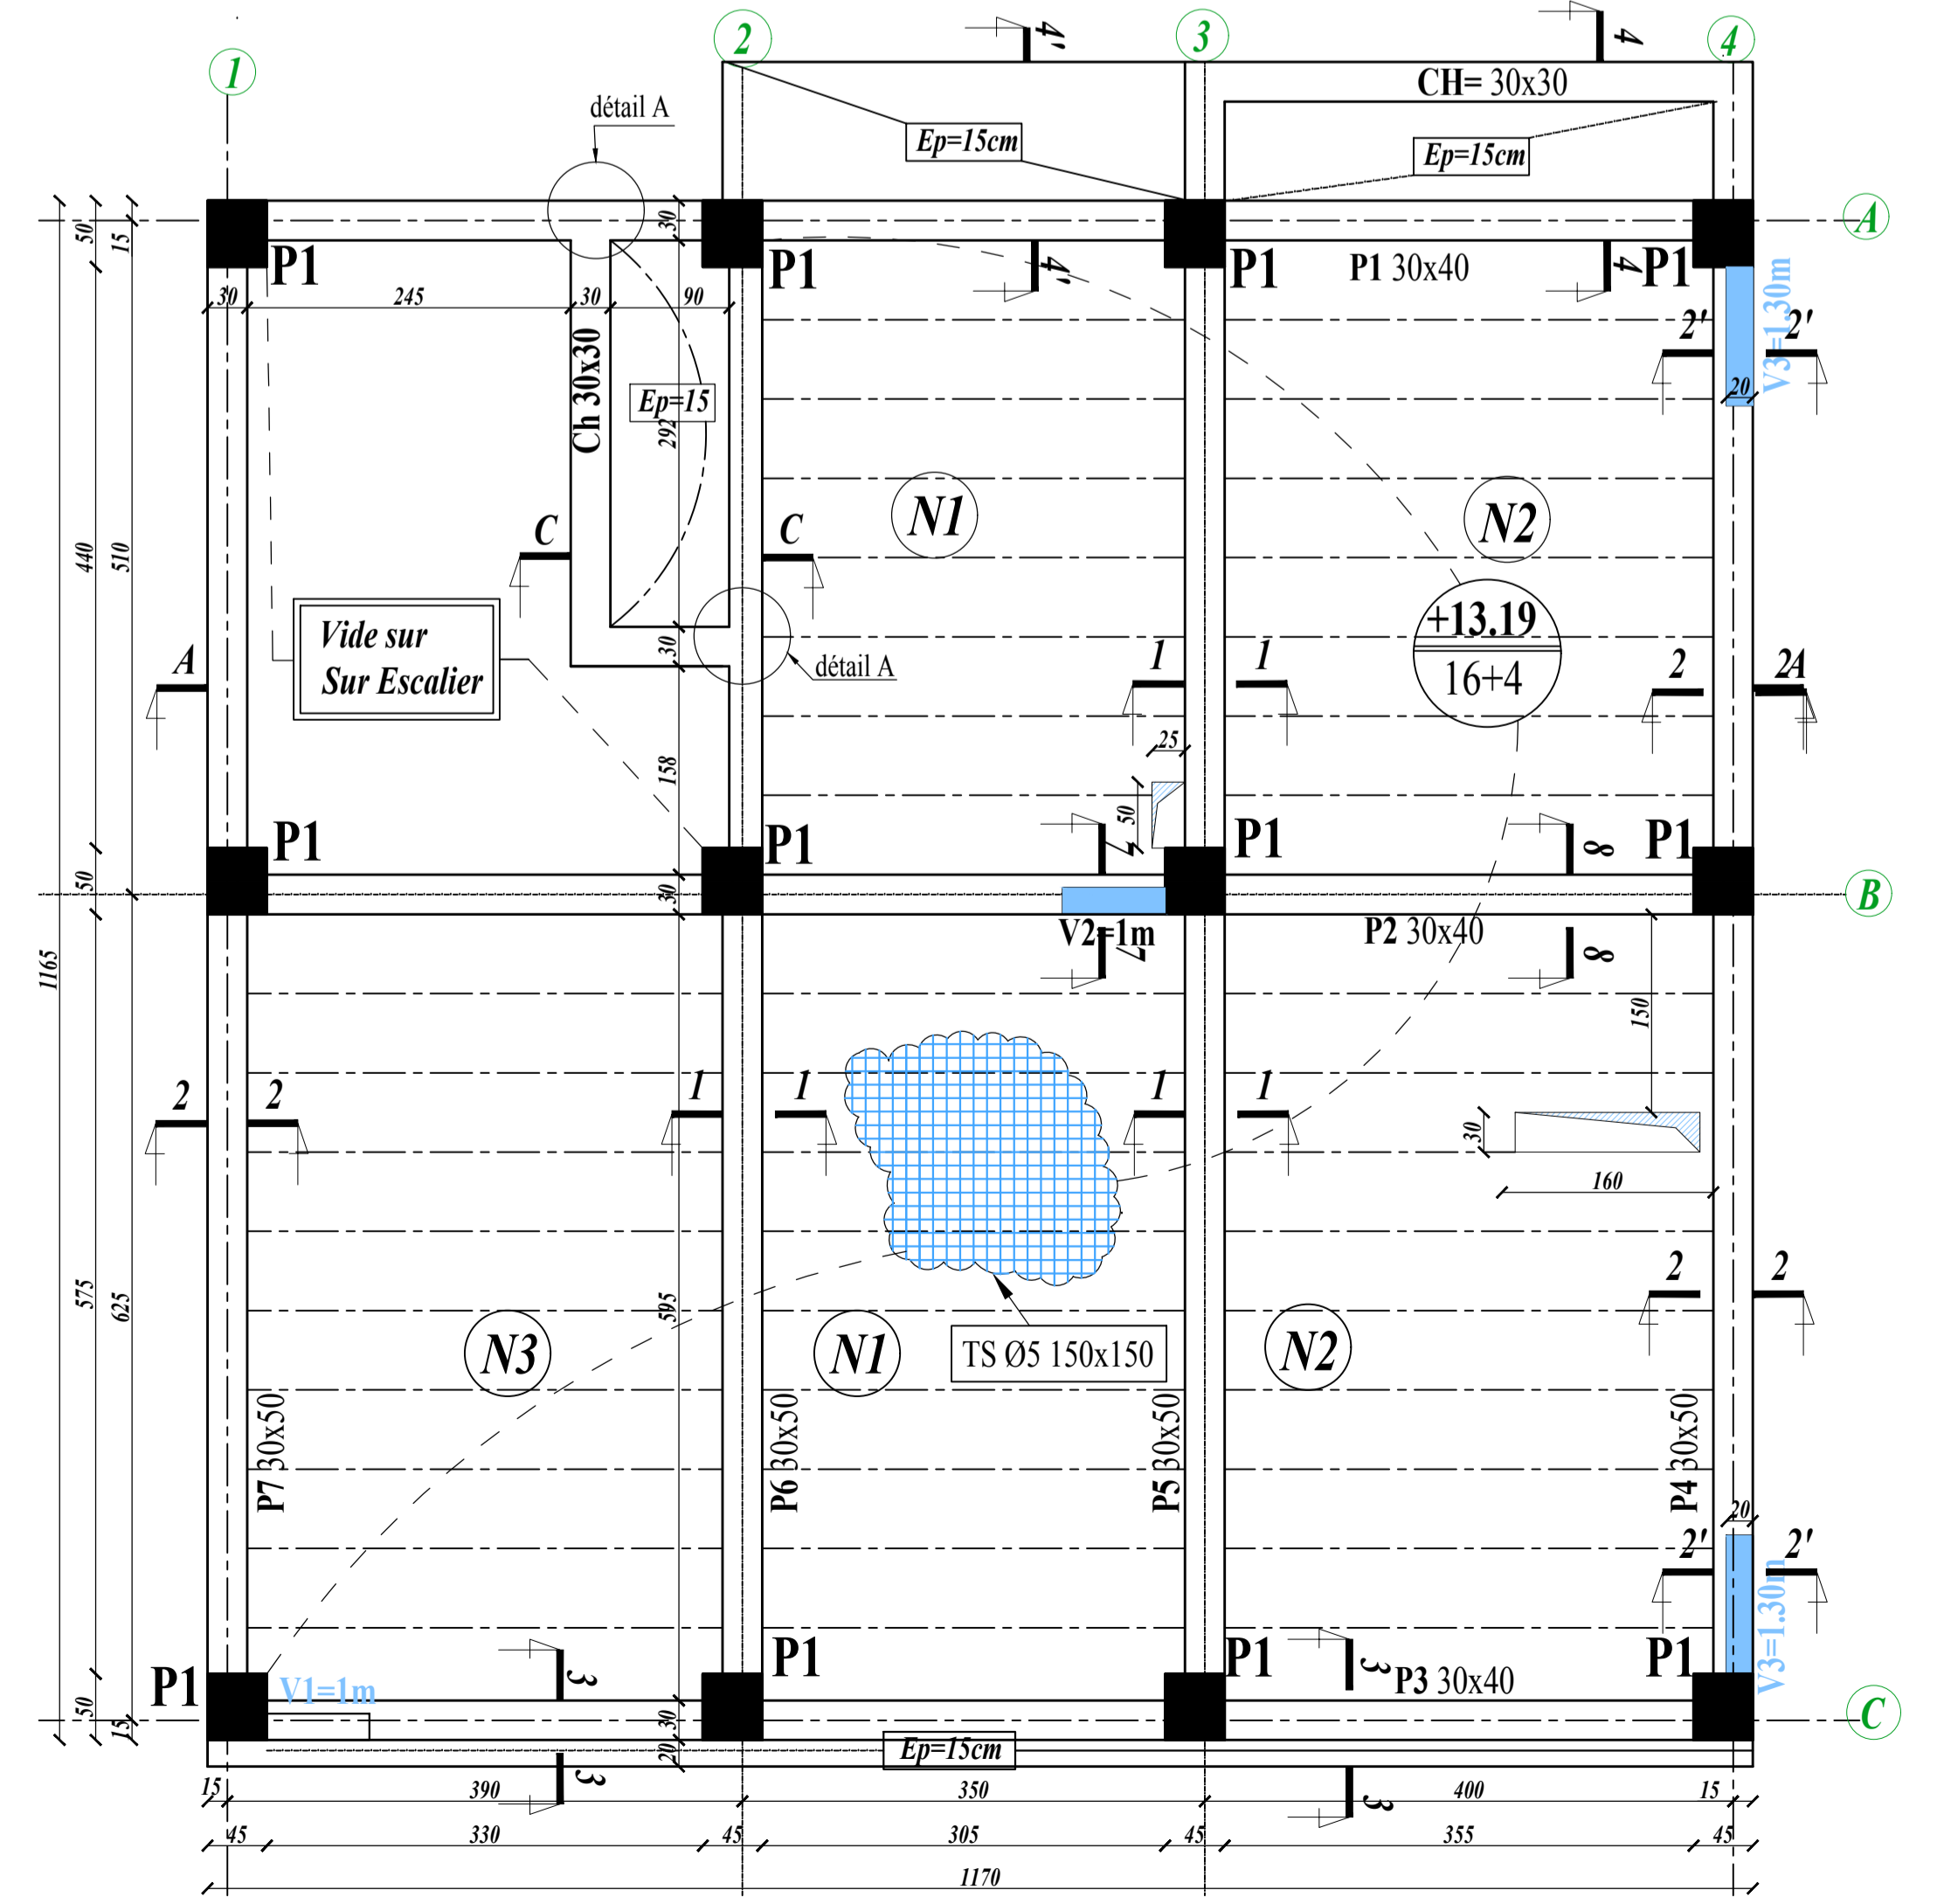 1
2
3
4
4'
4
détail A
CH= 30x30
Ep=15cm
Ep=15cm
A
50
15
30
P1
P1
P1
P1 30x40
P1
4'
4
V3=1.30m
30
245
30
90
2'
2'
20
Ch 30x30
Ep=15
292
N1
N2
C
C
440
510
+13.19
16+4
Vide sur
Sur Escalier
30
détail A
A
1
1
2
2A
25
158
50
P1
P1
P1
P1
7
8
50
30
B
V2=1m
P2 30x40
7
8
1165
150
2
2
1
1
1
1
30
160
2
2
575
625
595
N3
N1
N2
TS Ø5 150x150
P7 30x50
P6 30x50
P5 30x50
P4 30x50
20
2'
2'
V3=1.30m
P1
P1
P1
P1
V1=1m
3
3
P3 30x40
50
15
30
20
C
Ep=15cm
3
3
15
390
350
400
15
45
330
45
305
45
355
45
1170